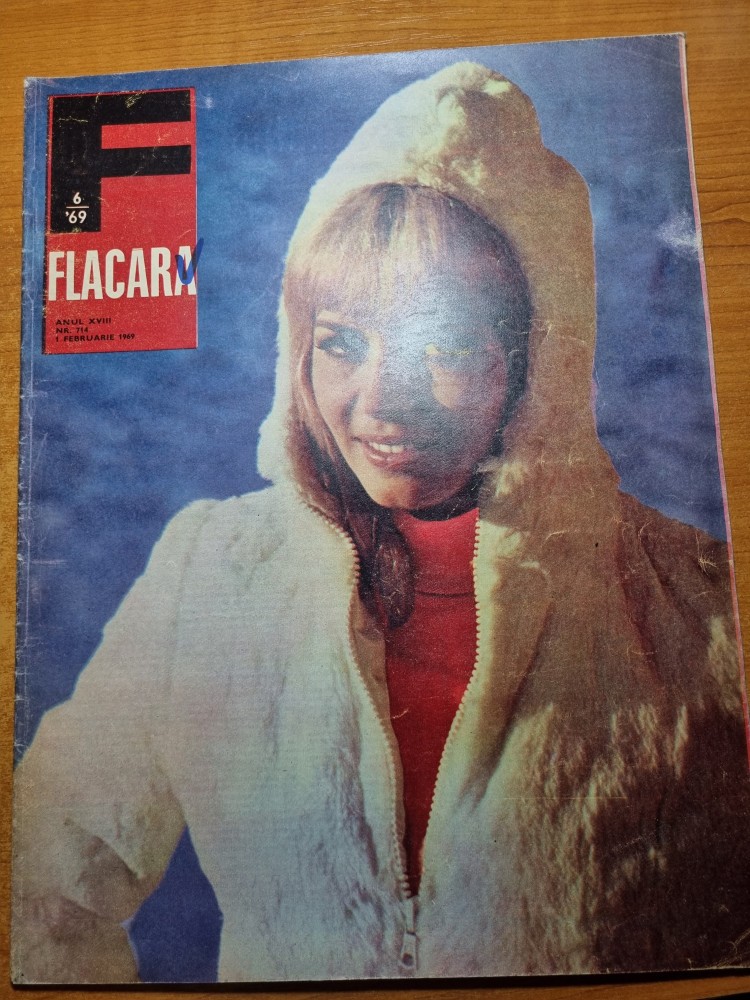 F
6
'69
FLACARA
ANUL XVIII
NR. 714
1 FEBRUARIE 1969